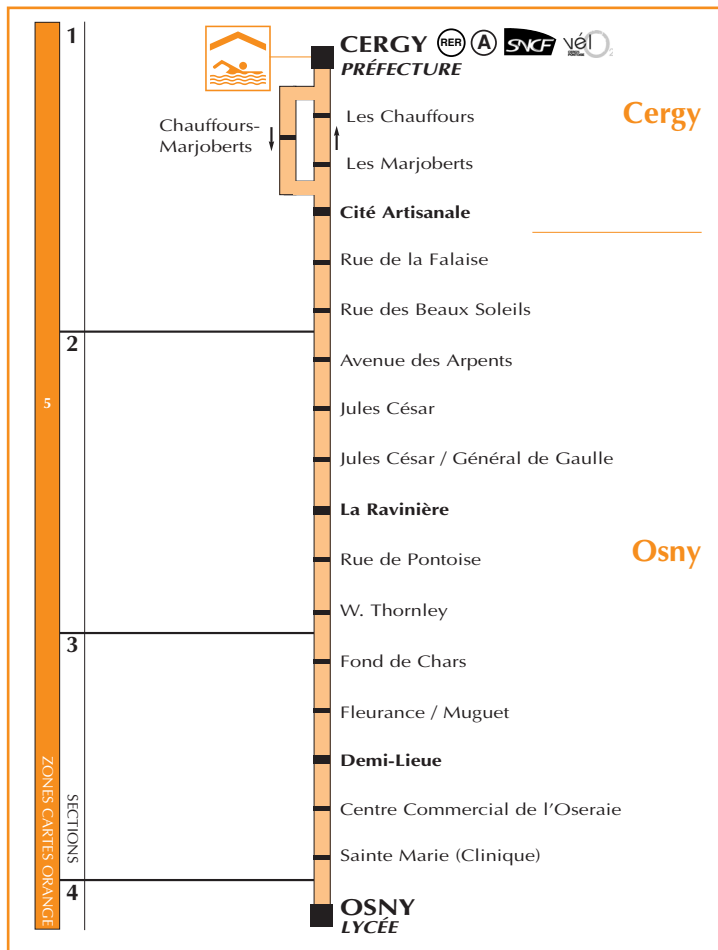 1
CERGY RER A SNCF vélO
PRÉFECTURE
Les Chauffours
Cergy
Chauffours-
Marjoberts
Les Marjoberts
Cité Artisanale
Rue de la Falaise
Rue des Beaux Soleils
2
Avenue des Arpents
5
Jules César
Jules César / Général de Gaulle
La Ravinière
Osny
Rue de Pontoise
W. Thornley
3
Fond de Chars
Fleurance / Muguet
Demi-Lieue
Centre Commercial de l'Oseraie
Sainte Marie (Clinique)
ZONES CARTES ORANGE
SECTIONS
4
OSNY
LYCÉE